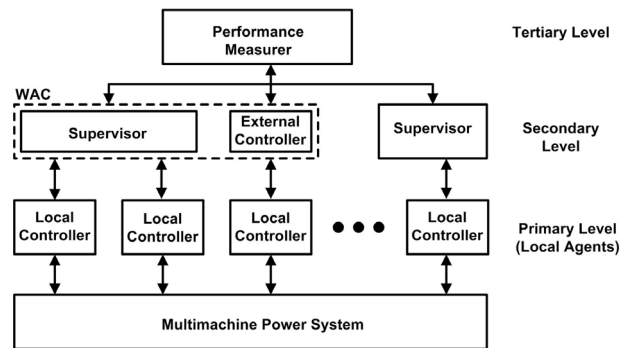 Performance
Measurer
Tertiary Level
WAC
Supervisor
External
Controller
Supervisor
Secondary
Level
Local
Controller
Local
Controller
Local
Controller
Local
Controller
Primary Level
(Local Agents)
Multimachine Power System